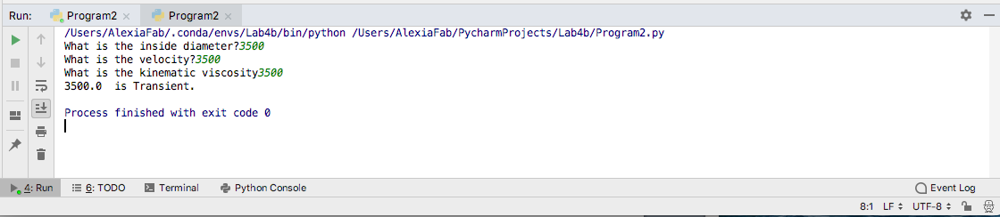 Run: Program2 × Program2 ×
/Users/AlexiaFab/.conda/envs/Lab4b/bin/python /Users/AlexiaFab/PycharmProjects/Lab4b/Program2.py
What is the inside diameter?3500
What is the velocity?3500
What is the kinematic viscosity3500
3500.0  is Transient.
Process finished with exit code 0
4: Run 6: TODO Terminal Python Console Event Log
8:1 LF UTF-8